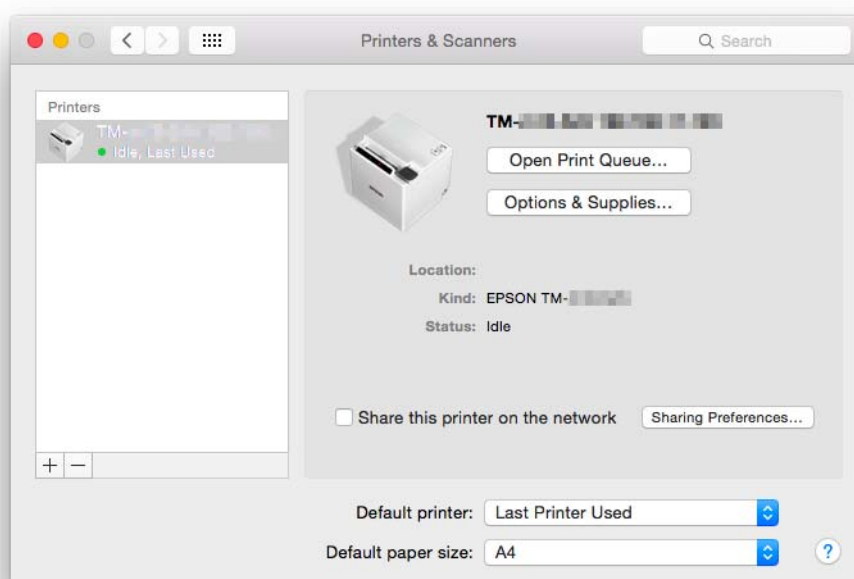 Printers & Scanners
Search
Printers
TM-
Idle, Last Used
TM-
Open Print Queue...
Options & Supplies...
Location:
Kind: EPSON TM-
Status: Idle
Share this printer on the network
Sharing Preferences...
Default printer: Last Printer Used
Default paper size: A4
?